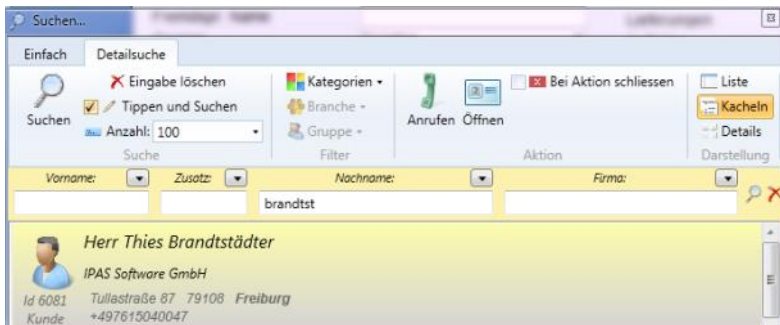 Suchen...
Einfach Detailsuche
Suchen
Eingabe löschen
Tippen und Suchen
Anzahl: 100
Suche
Kategorien
Branche
Gruppe
Filter
Anrufen Öffnen
Bei Aktion schliessen
Aktion
Liste
Kacheln
Details
Darstellung
Vorname: Zusatz: Nachname: Firma:
brandtst
Herr Thies Brandtstädter
IPAS Software GmbH
Id 6081 Tullastraße 87 79108 Freiburg
Kunde +497615040047